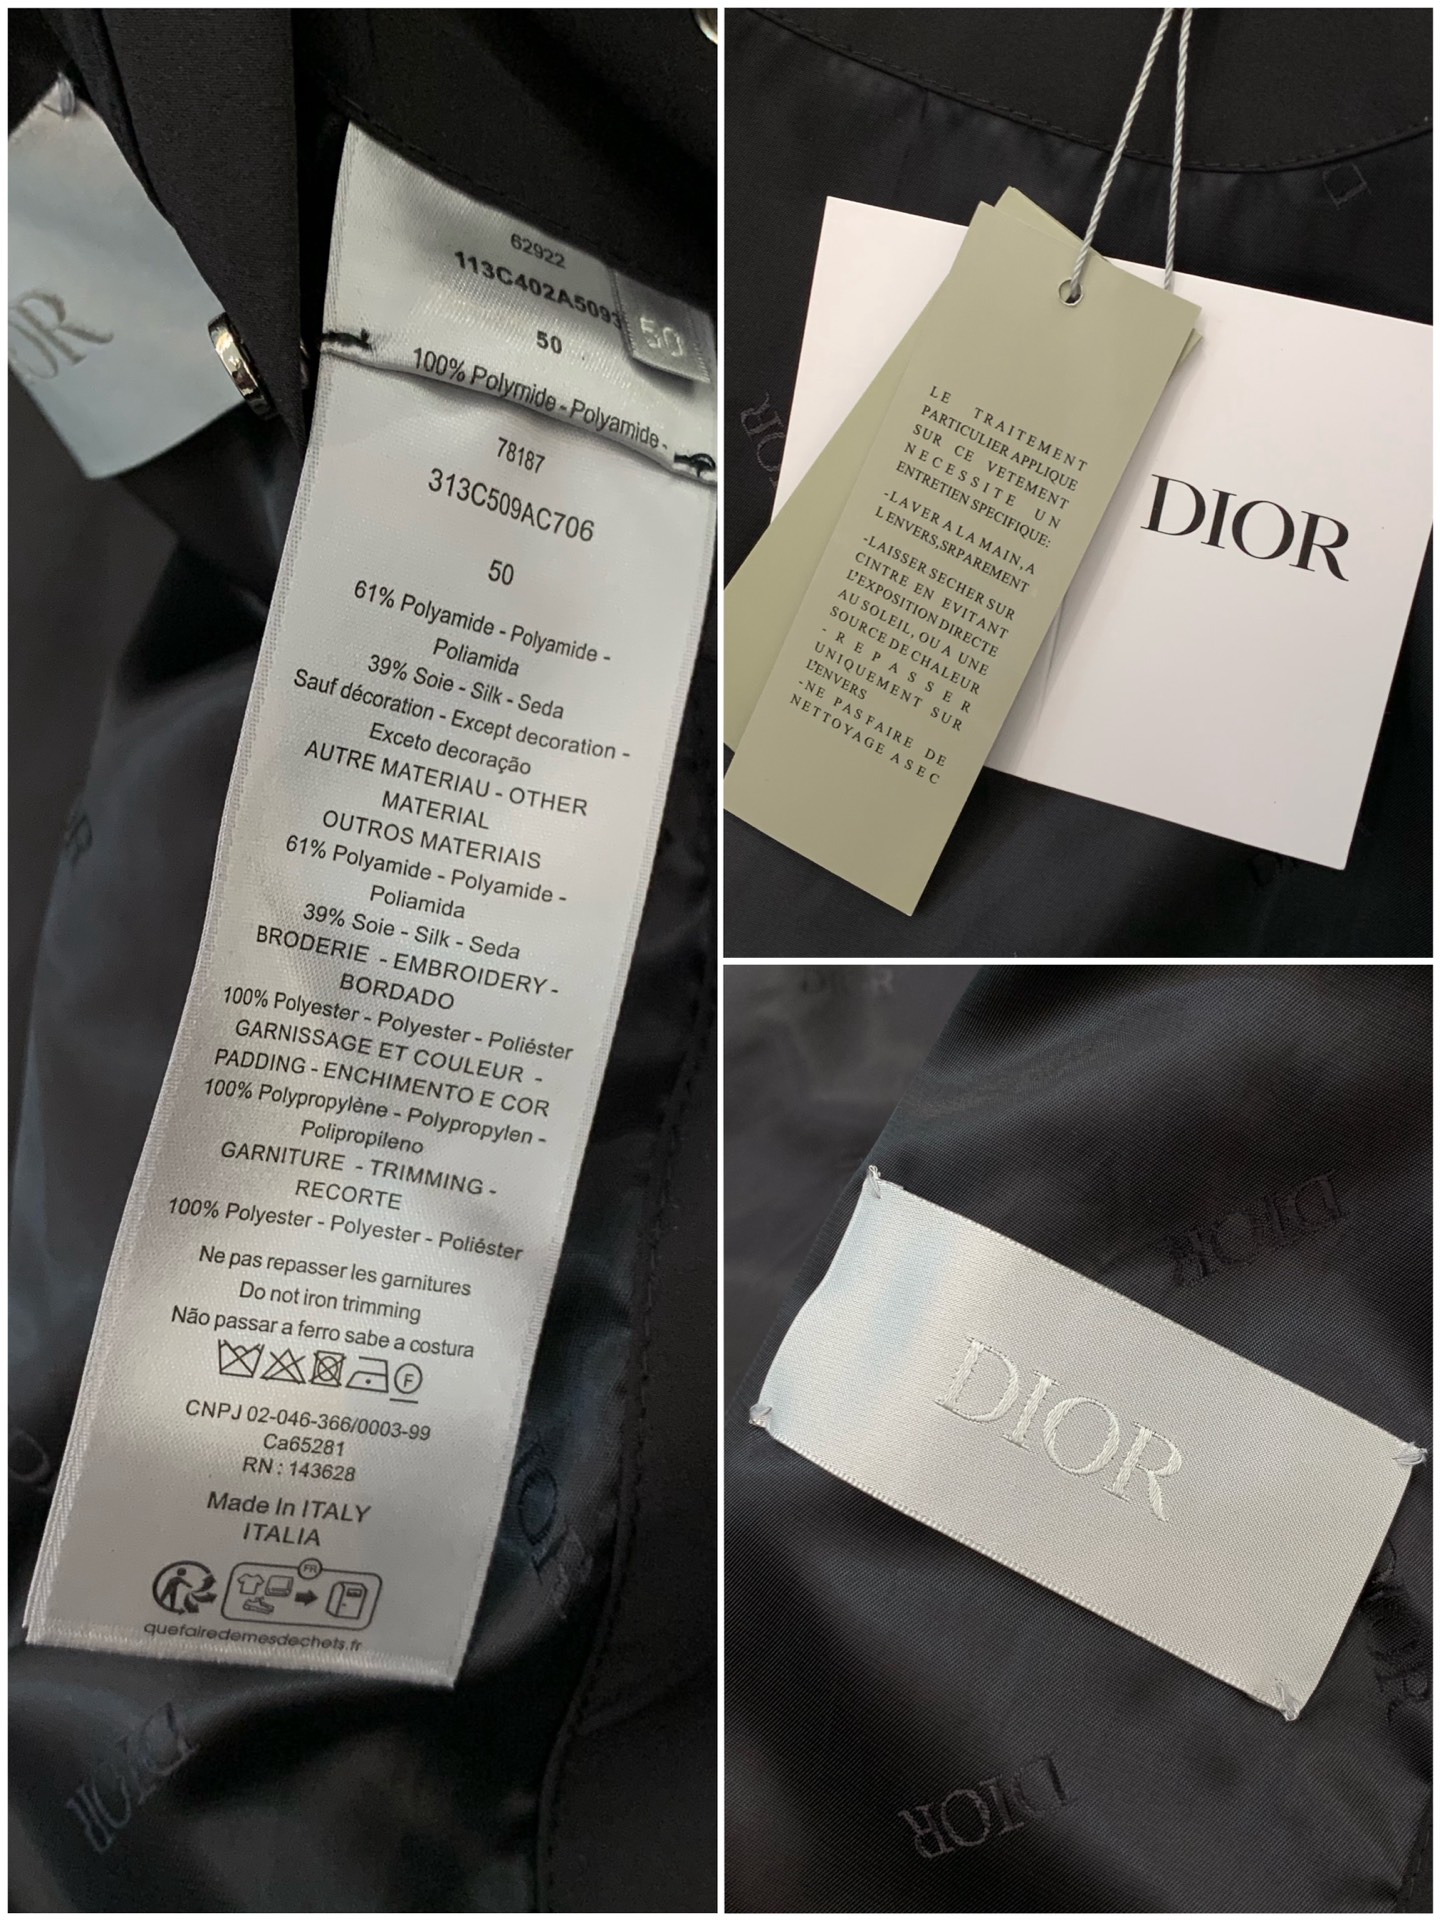 OR
62922
113C402A5093
50
50
100% Polymide - Polyamide -
78187
313C509AC706
50
61% Polyamide - Polyamide -
Poliamida
39% Soie - Silk - Seda
Sauf décoration - Except decoration -
Exceto decoração
AUTRE MATERIAU - OTHER
MATERIAL
OUTROS MATERIAIS
61% Polyamide - Polyamide -
Poliamida
39% Soie - Silk - Seda
BRODERIE - EMBROIDERY -
BORDADO
100% Polyester - Polyester - Poliéster
GARNISSAGE ET COULEUR -
PADDING - ENCHIMENTO E COR
100% Polypropylène - Polypropylen -
Polipropileno
GARNITURE - TRIMMING -
RECORTE
100% Polyester - Polyester - Poliéster
Ne pas repasser les garnitures
Do not iron trimming
Não passar a ferro sabe a costura
F
CNPJ 02-046-366/0003-99
Ca65281
RN : 143628
Made In ITALY
ITALIA
FR
quefairedemesdechets.fr
DIOR
LE TRAITEMENT
PARTICULIER APPLIQUE
SUR CE VETEMENT
NECESSITE UN
ENTRETIEN SPECIFIQUE:
-LAVER A LA MAIN, A
LENVERS,SRPAREMENT
-LAISSER SECHER SUR
CINTRE EN EVITANT
L'EXPOSITION DIRECTE
AU SOLEIL, OU A UNE
SOURCE DE CHALEUR
-REPASSER
UNIQUEMENT SUR
L'ENVERS
-NE PAS FAIRE DE
NETTOYAGE A SEC
DIOR
DIOR
DIOR
DIOR
DIOR